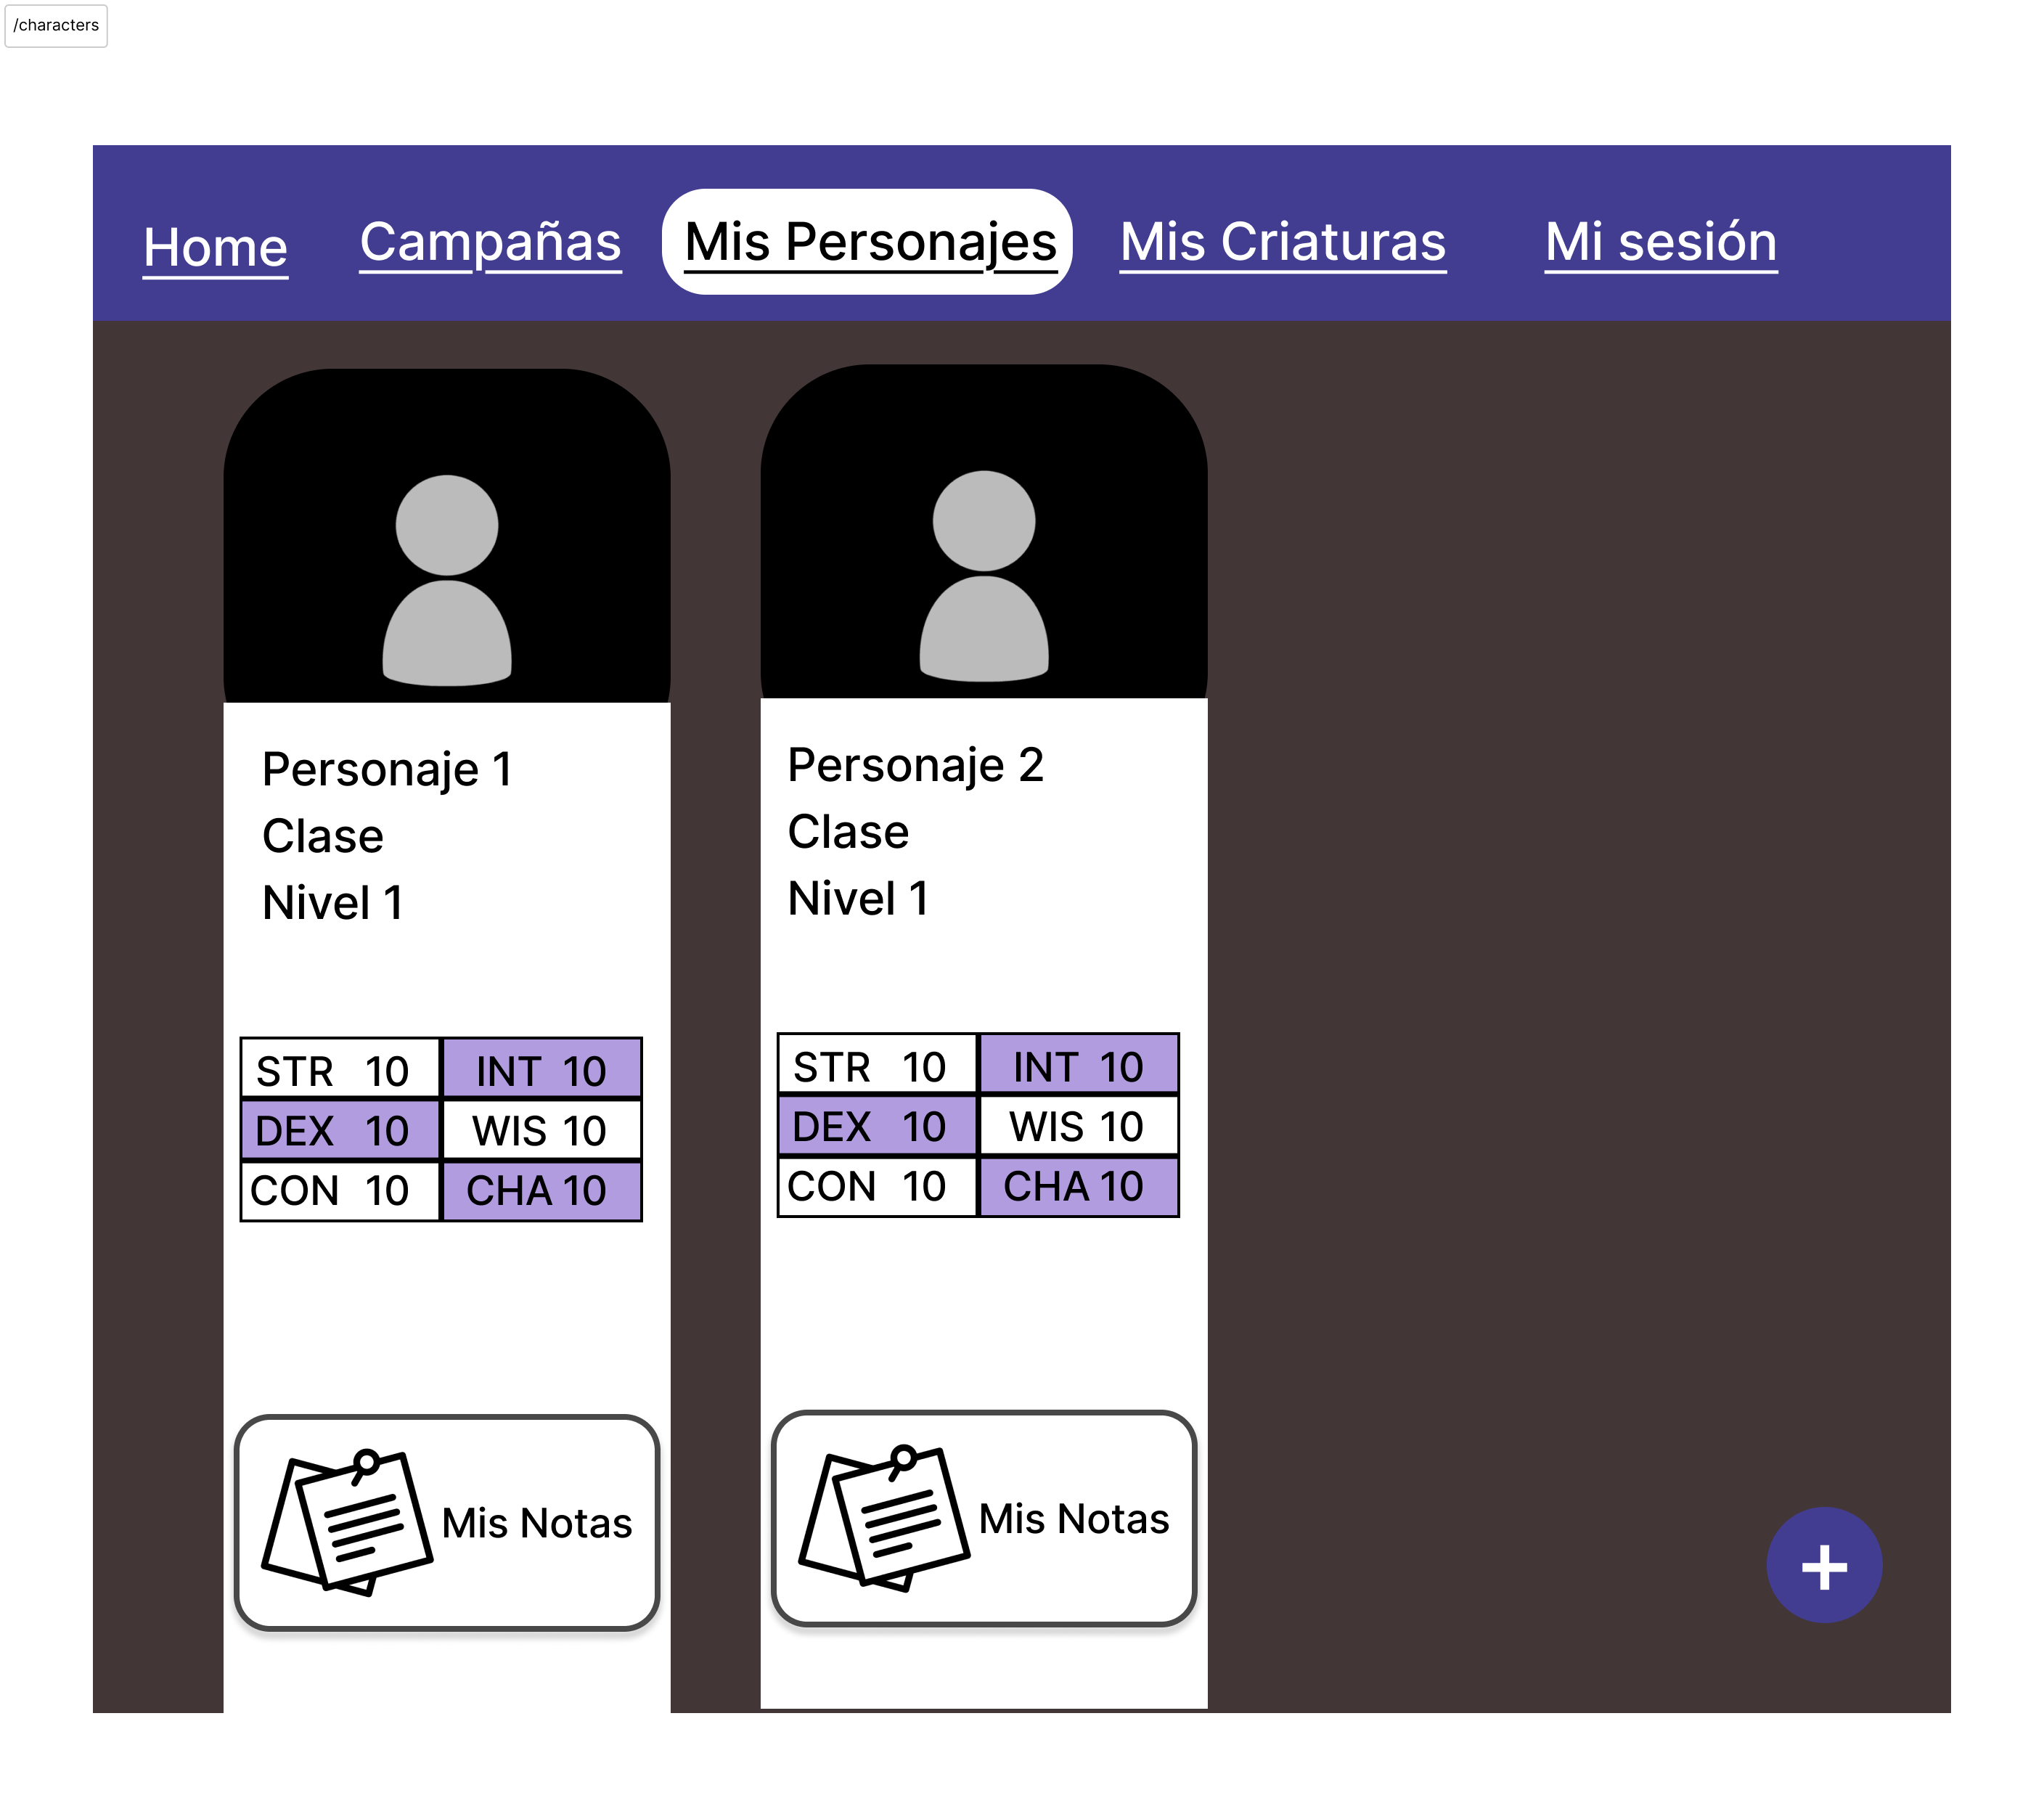 /characters
Home Campañas Mis Personajes Mis Criaturas Mi sesión
Personaje 1
Clase
Nivel 1
STR 10 INT 10
DEX 10 WIS 10
CON 10 CHA 10
Mis Notas
Personaje 2
Clase
Nivel 1
STR 10 INT 10
DEX 10 WIS 10
CON 10 CHA 10
Mis Notas
+